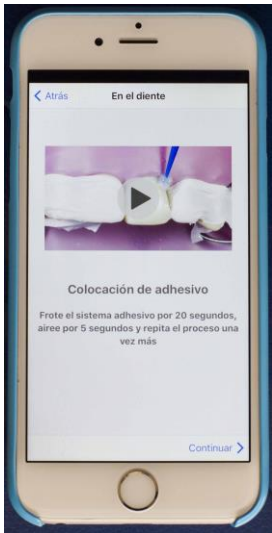 Atrás
En el diente
Colocación de adhesivo
Frote el sistema adhesivo por 20 segundos,
airee por 5 segundos y repita el proceso una
vez más
Continuar